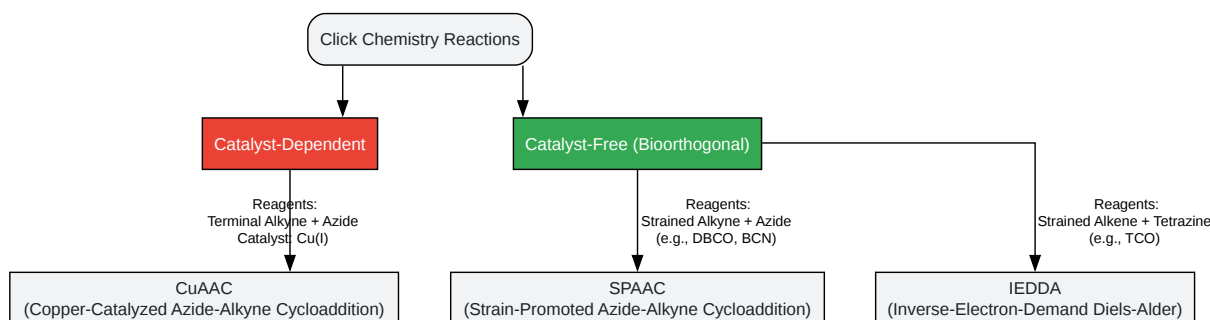 Click Chemistry Reactions
Catalyst-Dependent
Catalyst-Free (Bioorthogonal)
Reagents:
Terminal Alkyne + Azide
Catalyst: Cu(I)
Reagents:
Strained Alkyne + Azide
(e.g., DBCO, BCN)
Reagents:
Strained Alkene + Tetrazine
(e.g., TCO)
CuAAC
(Copper-Catalyzed Azide-Alkyne Cycloaddition)
SPAAC
(Strain-Promoted Azide-Alkyne Cycloaddition)
IEDDA
(Inverse-Electron-Demand Diels-Alder)